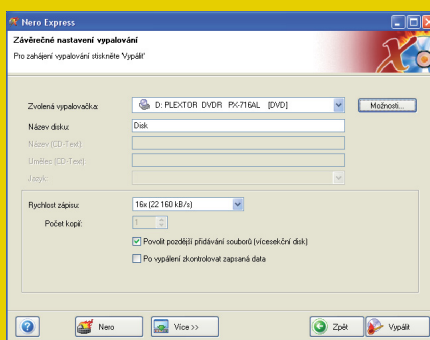 Nero Express
Závěrečné nastavení vypalování
Pro zahájení vypalování stiskněte 'Vypálit'
Zvolená vypalovačka: D: PLEXTOR DVDR PX-716AL [DVD] Možnosti...
Název disku: Disk
Název (CD-Text):
Umělec (CD-Text):
Jazyk:
Rychlost zápisu: 16x (22 160 kB/s)
Počet kopií: 1
Povolit pozdější přidávání souborů (vícesekční disk)
Po vypálení zkontrolovat zapsaná data
? Nero Více >> Zpět Vypálit